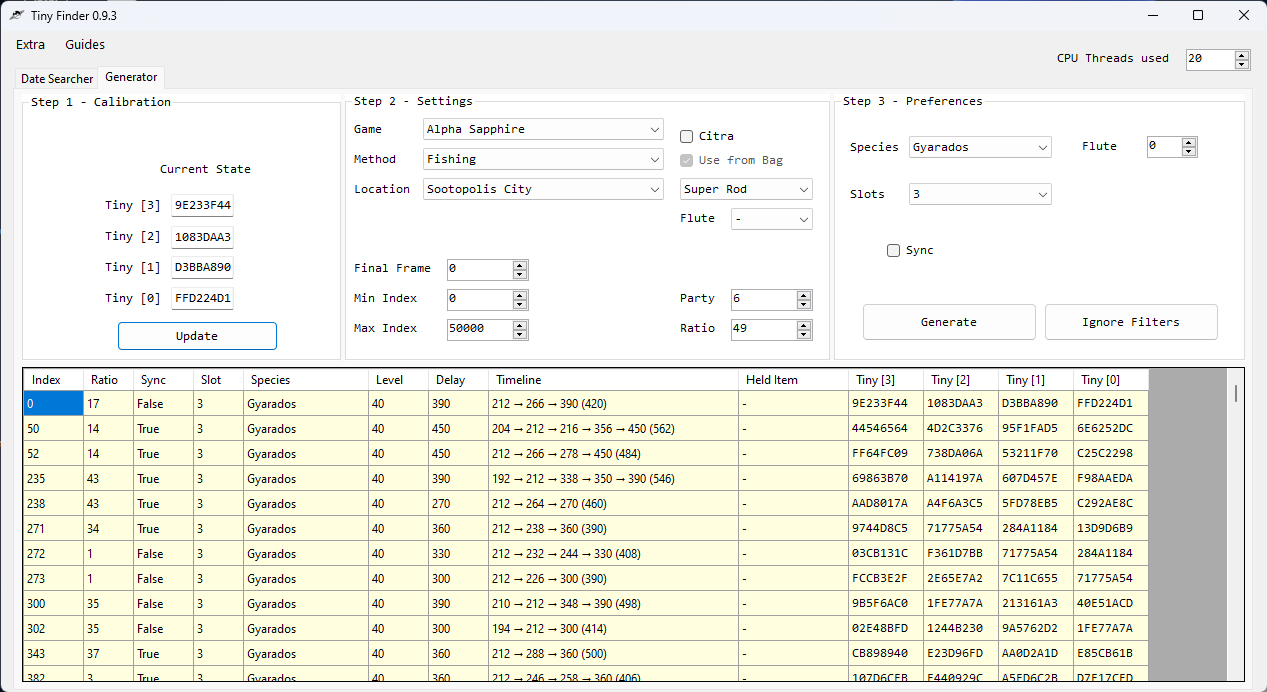 Tiny Finder 0.9.3
Extra Guides
CPU Threads used 20
Date Searcher Generator
Step 1 - Calibration
Current State
Tiny [3] 9E233F44
Tiny [2] 1083DAA3
Tiny [1] D3BBA890
Tiny [0] FFD224D1
Update
Step 2 - Settings
Game Alpha Sapphire
Citra
Method Fishing
Use from Bag
Location Sootopolis City
Super Rod
Flute -
Final Frame 0
Min Index 0
Party 6
Max Index 50000
Ratio 49
Step 3 - Preferences
Species Gyarados
Flute 0
Slots 3
Sync
Generate
Ignore Filters
Index Ratio Sync Slot Species Level Delay Timeline Held Item Tiny [3] Tiny [2] Tiny [1] Tiny [0]
0 17 False 3 Gyarados 40 390 212 → 266 → 390 (420) - 9E233F44 1083DAA3 D3BBA890 FFD224D1
50 14 True 3 Gyarados 40 450 204 → 212 → 216 → 356 → 450 (562) - 44546564 4D2C3376 95F1FAD5 6E6252DC
52 14 True 3 Gyarados 40 450 212 → 266 → 278 → 450 (484) - FF64FC09 738DA06A 53211F70 C25C2298
235 43 True 3 Gyarados 40 390 192 → 212 → 338 → 350 → 390 (546) - 69863B70 A114197A 607D457E F98AAEDA
238 43 True 3 Gyarados 40 270 212 → 264 → 270 (460) - AAD8017A A4F6A3C5 5FD78EB5 C292AE8C
271 34 True 3 Gyarados 40 360 212 → 238 → 360 (390) - 9744D8C5 71775A54 284A1184 13D9D6B9
272 1 False 3 Gyarados 40 330 212 → 232 → 244 → 330 (408) - 03CB131C F361D7BB 71775A54 284A1184
273 1 False 3 Gyarados 40 300 212 → 226 → 300 (390) - FCCB3E2F 2E65E7A2 7C11C655 71775A54
300 35 False 3 Gyarados 40 390 210 → 212 → 348 → 390 (498) - 9B5F6AC0 1FE77A7A 213161A3 40E51ACD
302 35 False 3 Gyarados 40 300 194 → 212 → 300 (414) - 02E48BFD 1244B230 9A5762D2 1FE77A7A
343 37 True 3 Gyarados 40 360 212 → 288 → 360 (500) - CB898940 E23D96FD AA0D2A1D E85CB61B
382 3 True 3 Gyarados 40 360 212 → 246 → 258 → 360 (406) - 107D6CEB E440929C A5ED6C2B D7E17CED